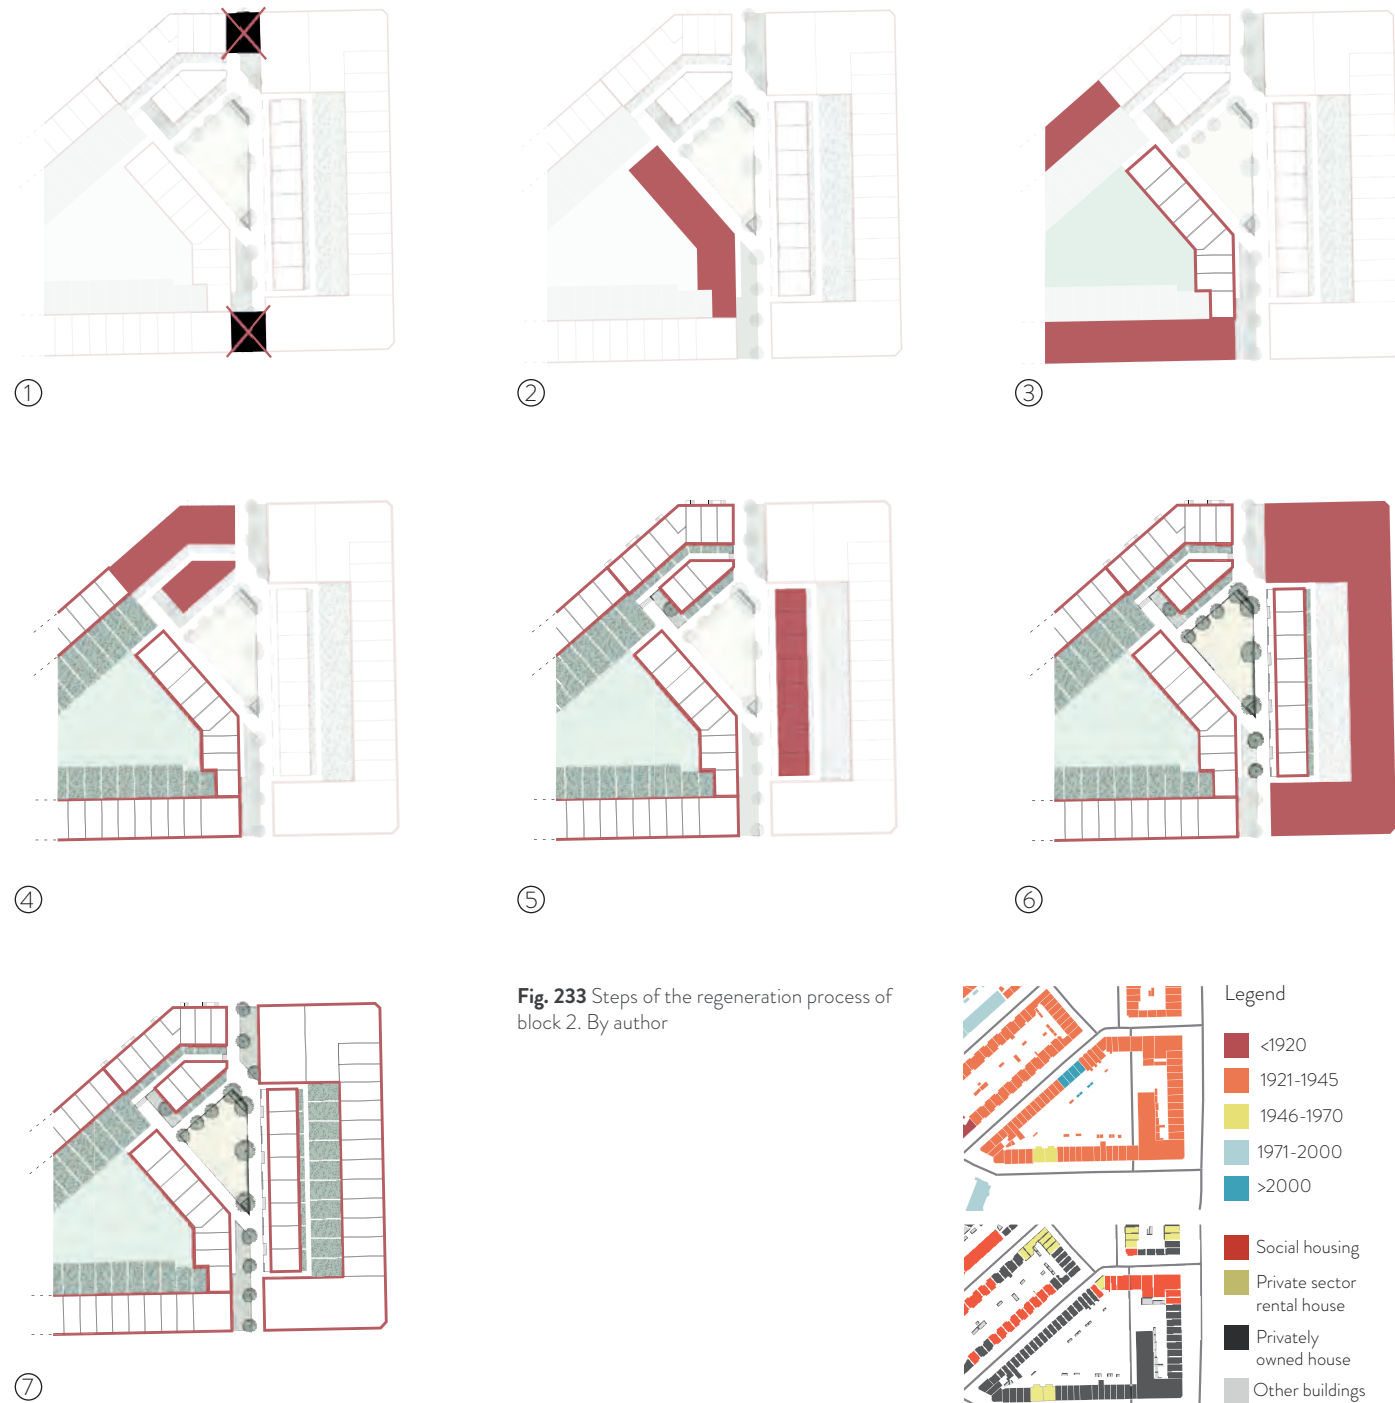 ①
②
③
④
⑤
⑥
⑦
Fig. 233 Steps of the regeneration process of
block 2. By author
Legend
<1920
1921-1945
1946-1970
1971-2000
>2000
Social housing
Private sector
rental house
Privately
owned house
Other buildings